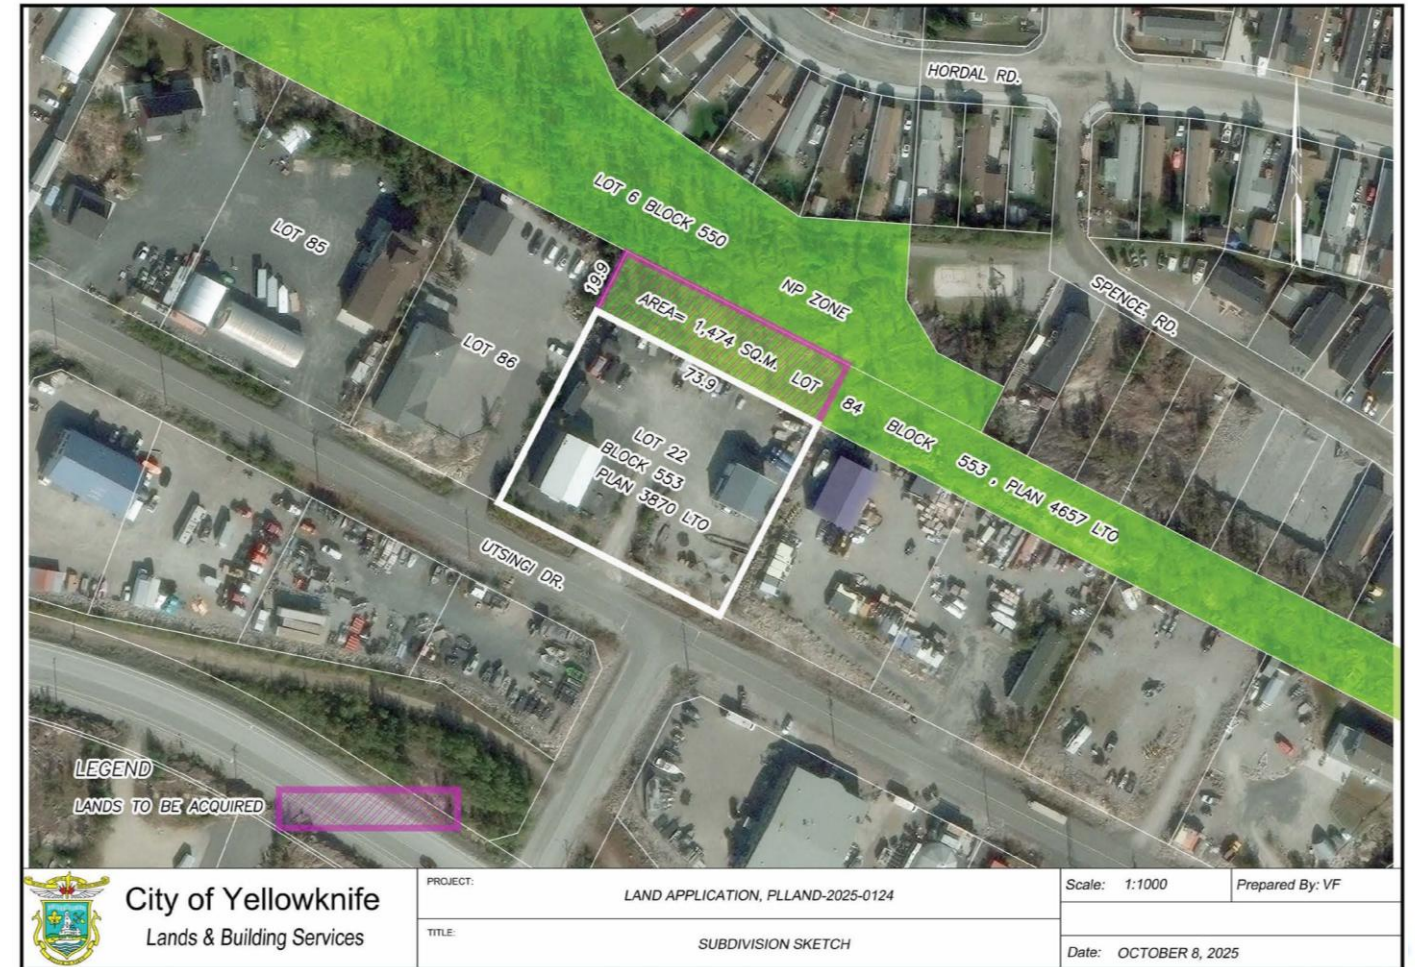 HORDAL RD.
LOT 6 BLOCK 550
NP ZONE
SPENCE. RD.
LOT 85
LOT 86
19.9
AREA= 1,474 SQ.M. LOT 84 BLOCK 553 , PLAN 4657 LTO
73.9
LOT 22
BLOCK 553
PLAN 3870 LTO
UTSINGI DR.
LEGEND
LANDS TO BE ACQUIRED
City of Yellowknife
Lands & Building Services
PROJECT:
LAND APPLICATION, PLLAND-2025-0124
TITLE:
SUBDIVISION SKETCH
Scale: 1:1000
Prepared By: VF
Date: OCTOBER 8, 2025